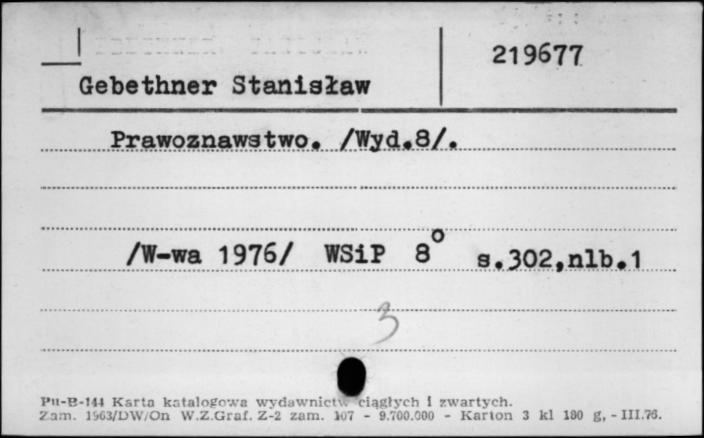 219677
Gebethner Stanisław
Prawoznawstwo. /Wyd.8/.
/W-wa 1976/ WSiP 8° s.302,nlb.1
3
Pu-B-144 Karta katalogowa wydawnictw ciągłych i zwartych.
Zam. 1963/DW/On W.Z.Graf. Z-2 zam. 107 - 9.700.000 - Karton 3 kl 180 g, - III.76.